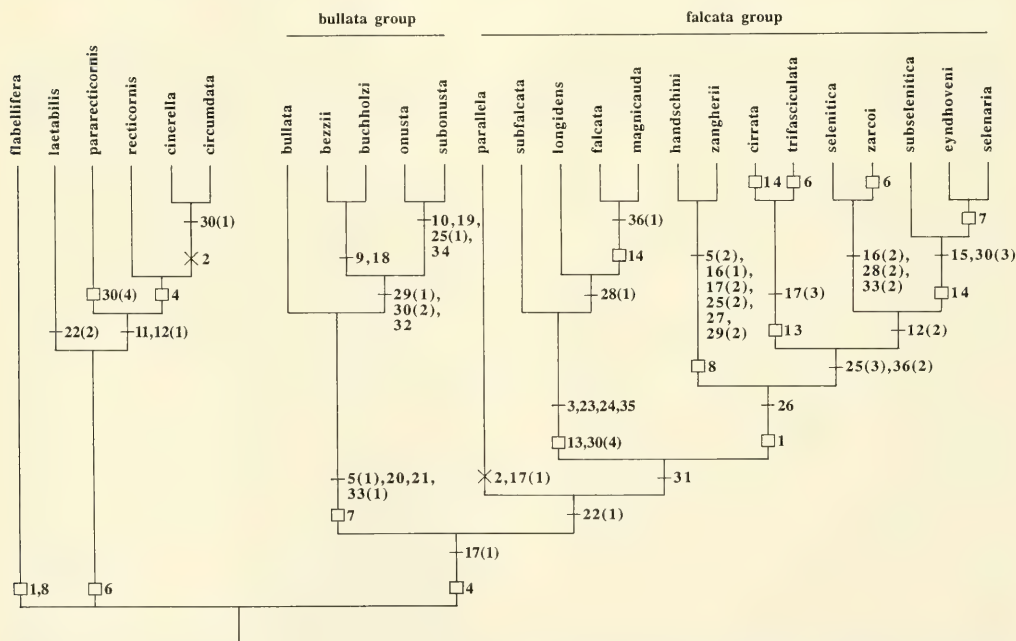 bullata group
falcata group
flabellifera
laetabilis
pararecticornis
recticornis
cinerella
circumdata
bullata
bezzii
buchholzi
onusta
subonusta
parallela
subfalcata
longidens
falcata
magnicauda
handschini
zangherii
cirrata
trifasciculata
selenitica
zarcoi
subselenitica
eyndhoveni
selenaria
14
6
6
30(1)
10,19,
25(1),
34
36(1)
7
2
9,18
14
5(2),
16(1),
17(2),
25(2),
27,
29(2)
16(2),
28(2),
33(2)
15,30(3)
30(4)
4
29(1),
30(2),
32
28(1)
17(3)
14
22(2)
11,12(1)
13
12(2)
8
25(3),36(2)
3,23,24,35
26
13,30(4)
1
5(1),20,21,
33(1)
2,17(1)
31
7
22(1)
17(1)
1,8
6
4